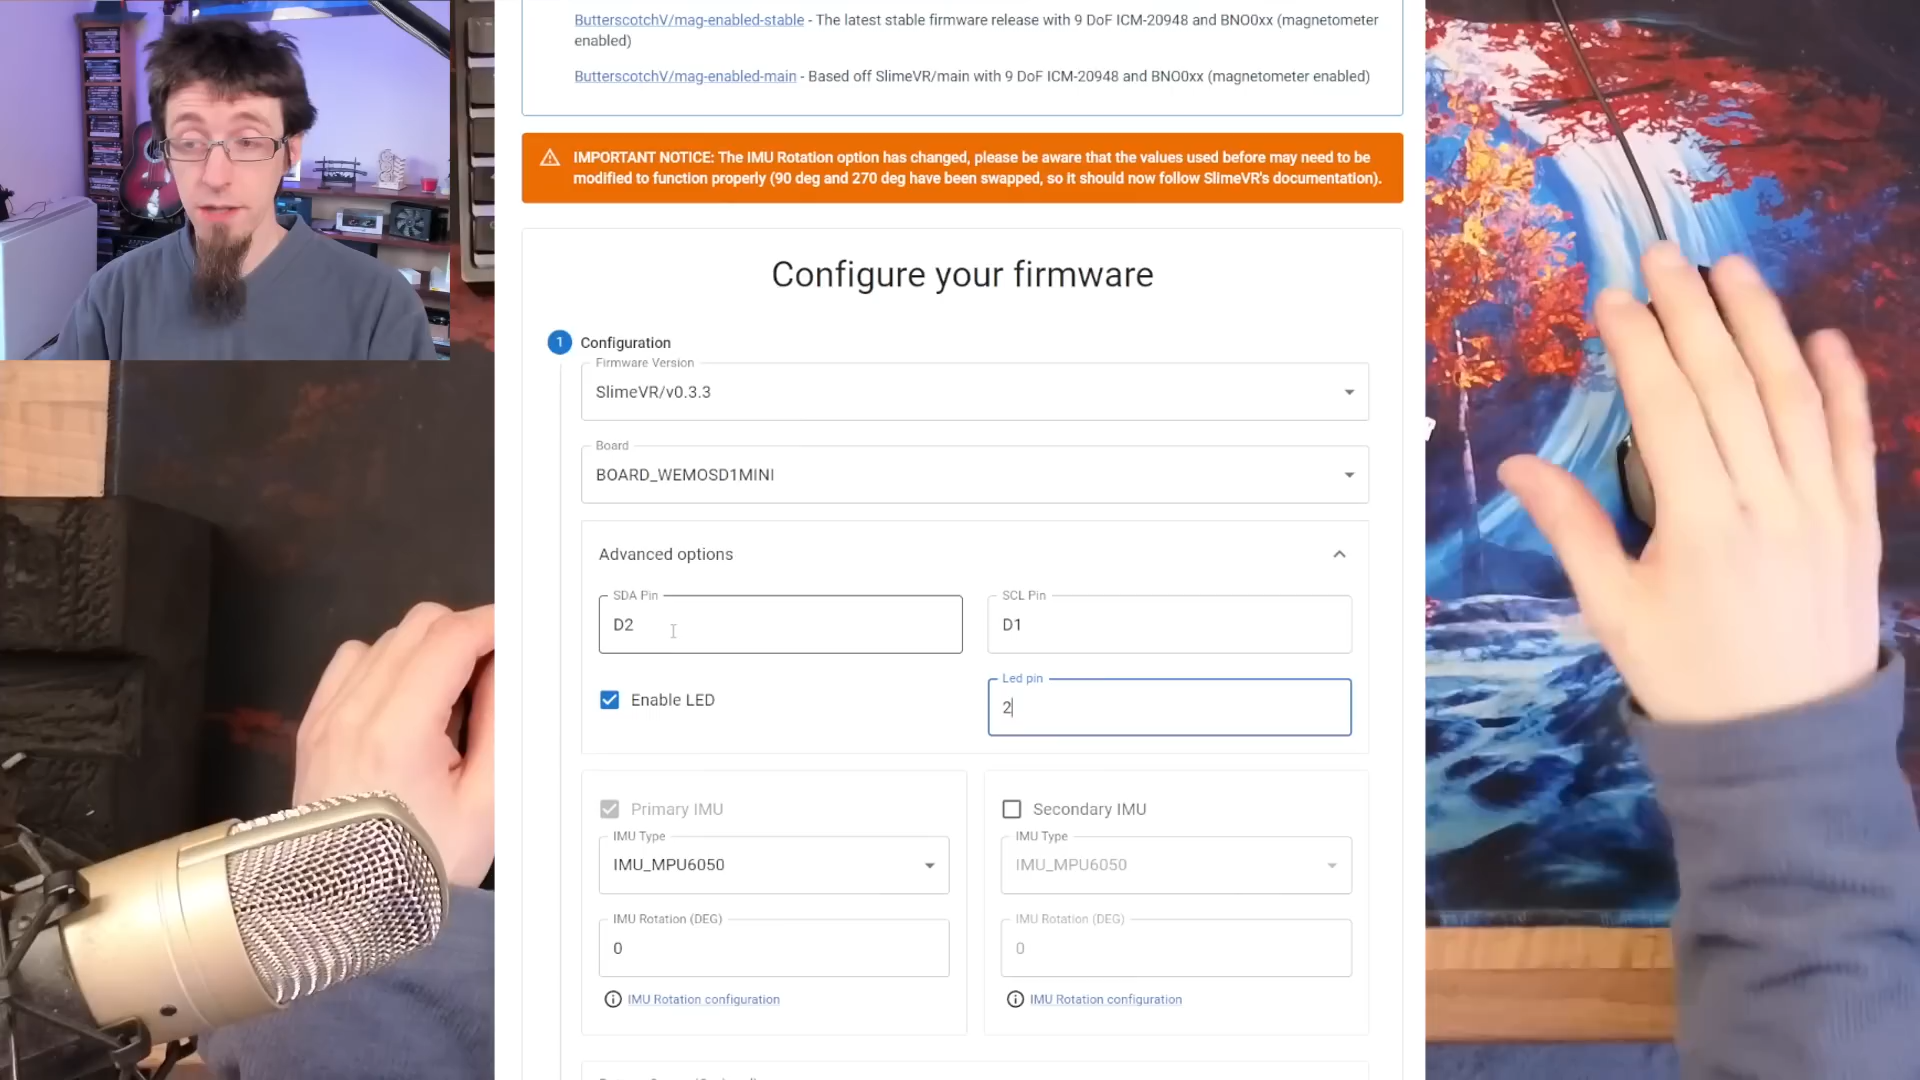 ButterscotchV/mag-enabled-stable - The latest stable firmware release with 9 DoF ICM-20948 and BNO0xx (magnetometer
enabled)
ButterscotchV/mag-enabled-main - Based off SlimeVR/main with 9 DoF ICM-20948 and BNO0xx (magnetometer enabled)
IMPORTANT NOTICE: The IMU Rotation option has changed, please be aware that the values used before may need to be
modified to function properly (90 deg and 270 deg have been swapped, so it should now follow SlimeVR's documentation).
Configure your firmware
1 Configuration
Firmware Version
SlimeVR/v0.3.3
Board
BOARD_WEMOSD1MINI
Advanced options
SDA Pin
D2
SCL Pin
D1
Enable LED
Led pin
2
Primary IMU
IMU Type
IMU_MPU6050
IMU Rotation (DEG)
0
IMU Rotation configuration
Secondary IMU
IMU Type
IMU_MPU6050
IMU Rotation (DEG)
0
IMU Rotation configuration